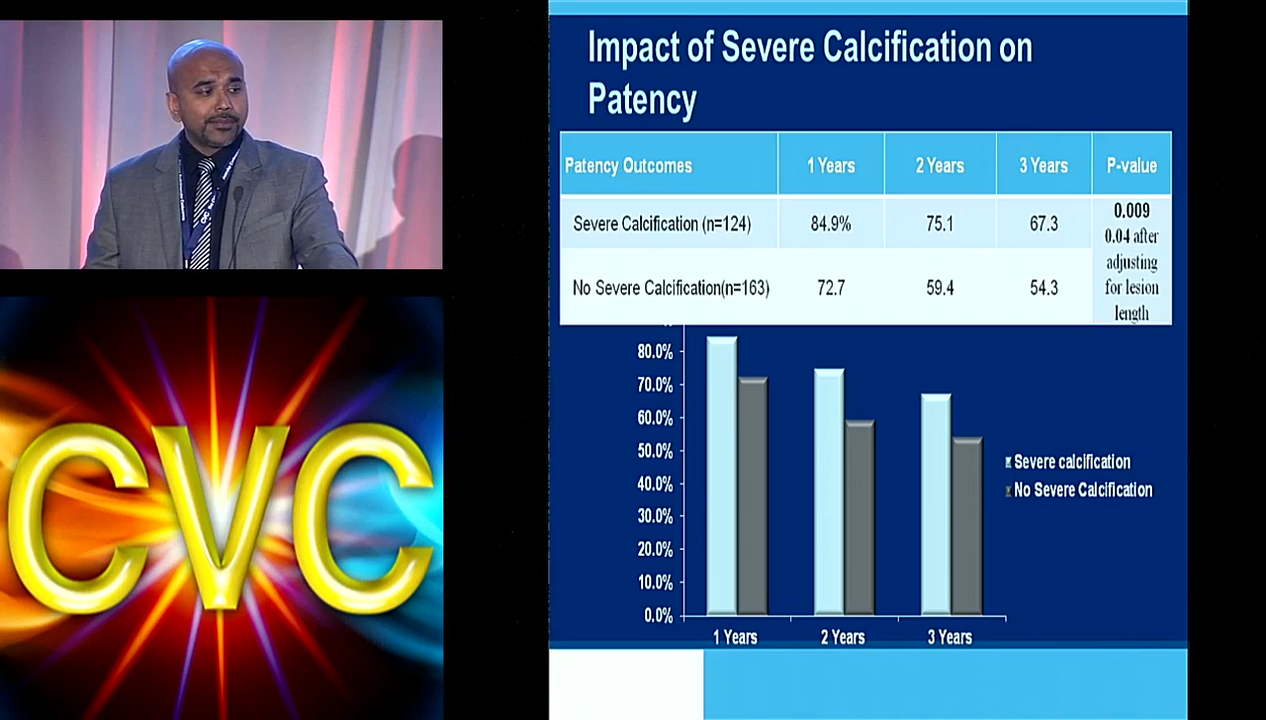 Impact of Severe Calcification on
Patency
Patency Outcomes 1 Years 2 Years 3 Years P-value
Severe Calcification (n=124) 84.9% 75.1 67.3 0.009
0.04 after
adjusting
for lesion
length
No Severe Calcification(n=163) 72.7 59.4 54.3
80.0%
70.0%
60.0%
50.0%
40.0%
30.0%
20.0%
10.0%
0.0%
1 Years 2 Years 3 Years
Severe calcification
No Severe Calcification
CVC